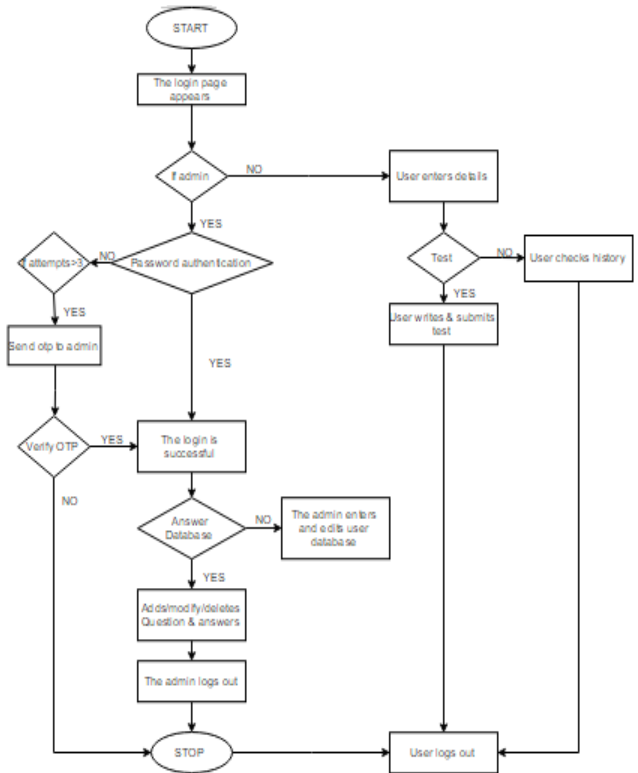 START
The login page
appears
If admin
NO
User enters details
YES
attempts>3
NO
Password authentication
Test
NO
User checks history
YES
YES
User writes & submits
test
Send otp to admin
YES
Verify OTP
YES
The login is
successful
NO
Answer
Database
NO
The admin enters
and edits user
database
YES
Adds/modify/deletes
Question & answers
The admin logs out
STOP
User logs out